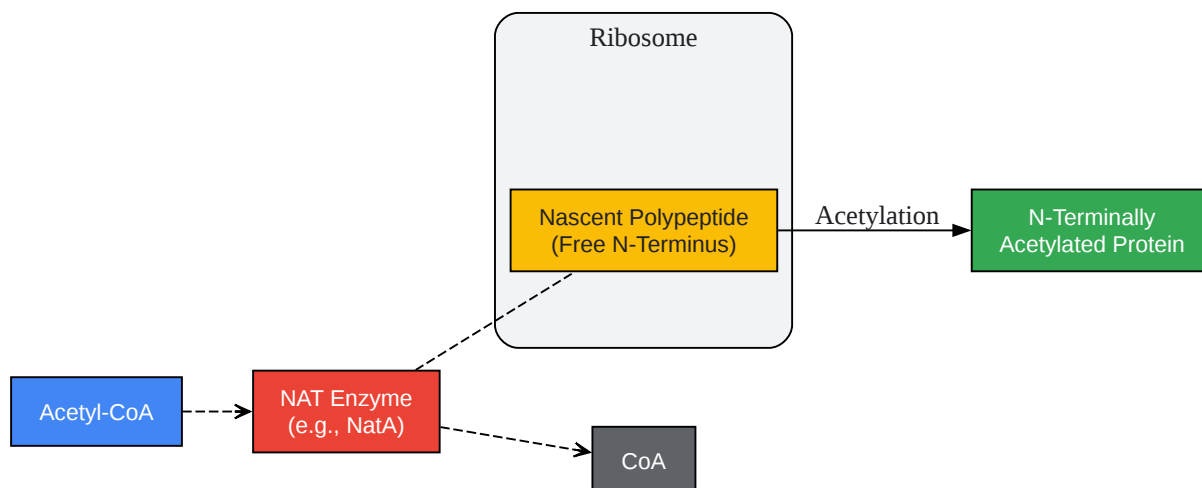 Ribosome
Nascent Polypeptide
(Free N-Terminus)
Acetylation
N-Terminally
Acetylated Protein
Acetyl-CoA
NAT Enzyme
(e.g., NatA)
CoA